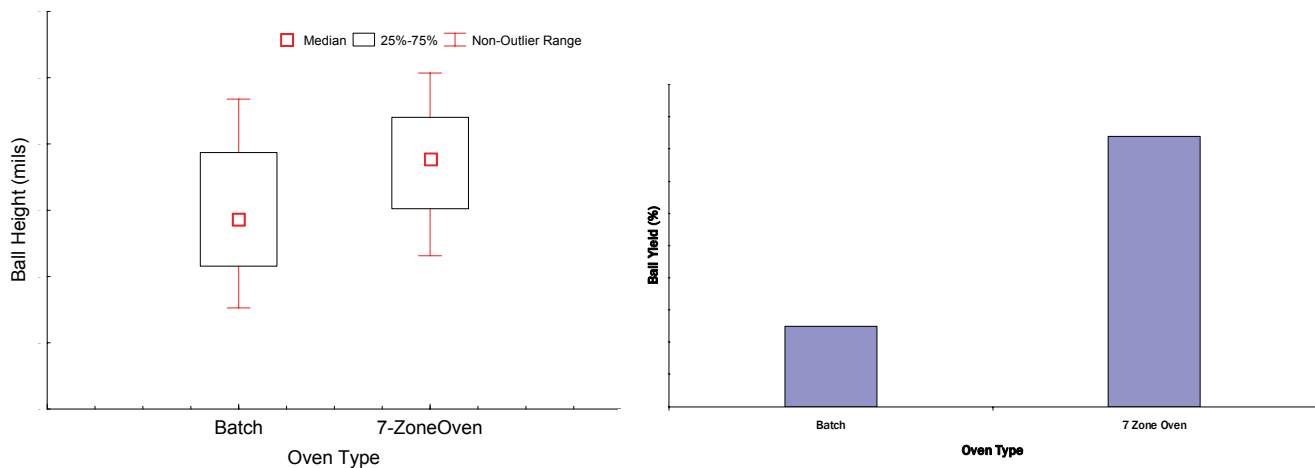 Median 25%-75% Non-Outlier Range
Ball Height (mils)
Batch 7-ZoneOven
Oven Type
Ball Yield (%)
Batch 7 Zone Oven
Oven Type